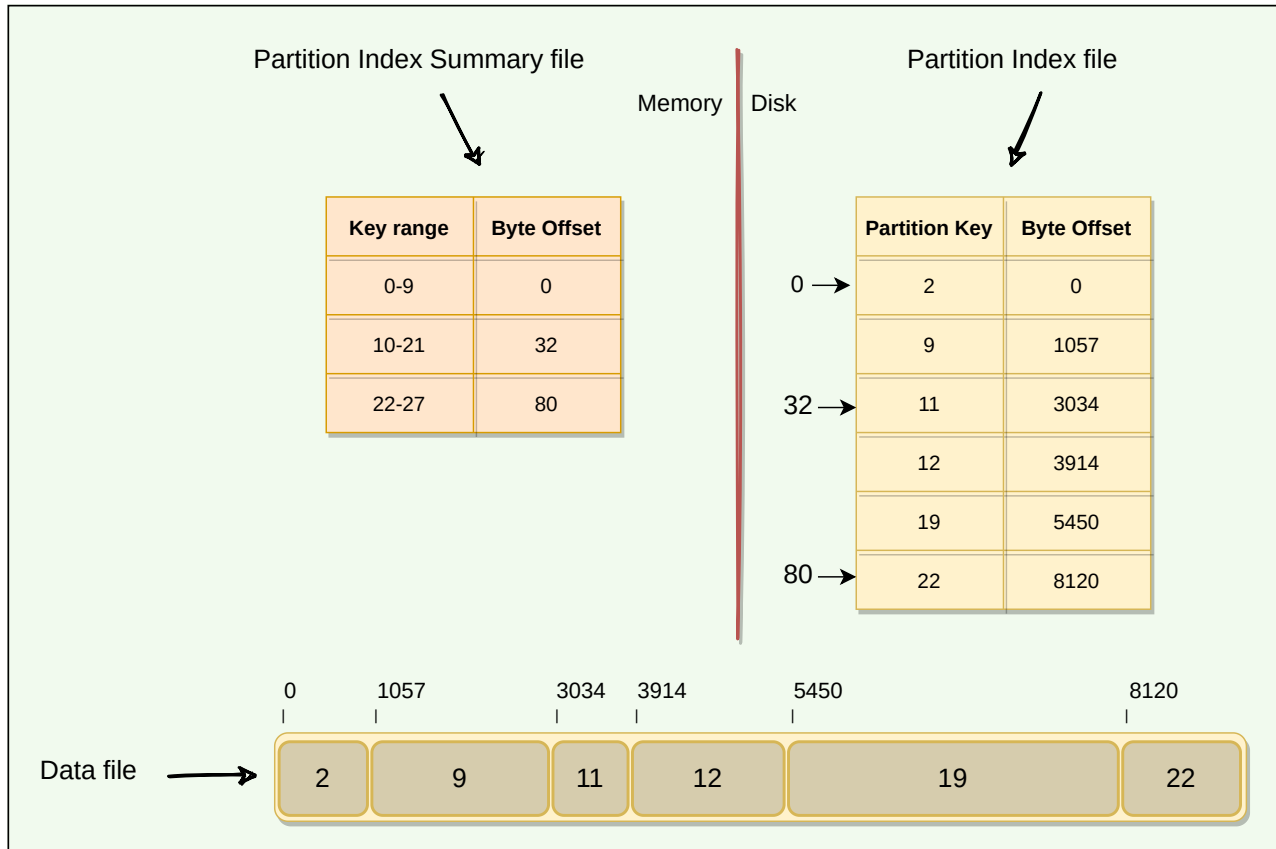 Partition Index Summary file
Partition Index file
Memory
Disk
Key range Byte Offset
0-9 0
10-21 32
22-27 80
Partition Key Byte Offset
0 2 0
9 1057
32 11 3034
12 3914
19 5450
80 22 8120
0 1057 3034 3914 5450 8120
Data file 2 9 11 12 19 22